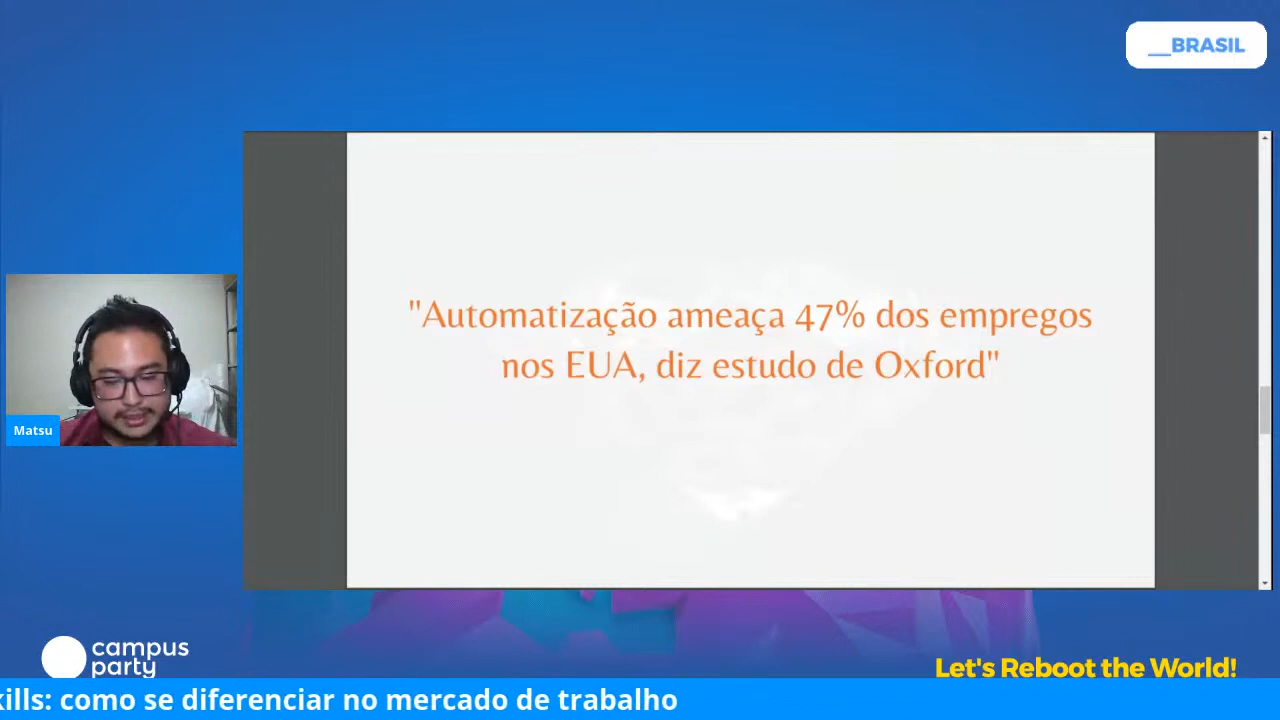 __BRASIL
"Automatização ameaça 47% dos empregos
nos EUA, diz estudo de Oxford"
Matsu
campus
party
Let's Reboot the World!
kills: como se diferenciar no mercado de trabalho